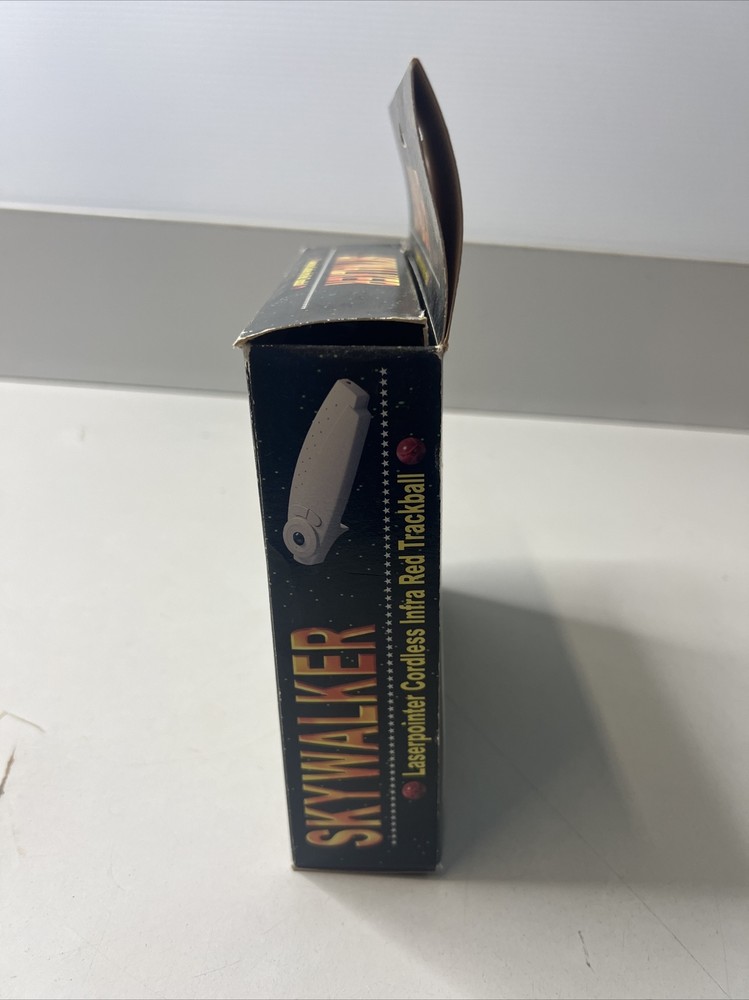 SKYWALKER
Laserpointer Cordless Infra Red Trackball